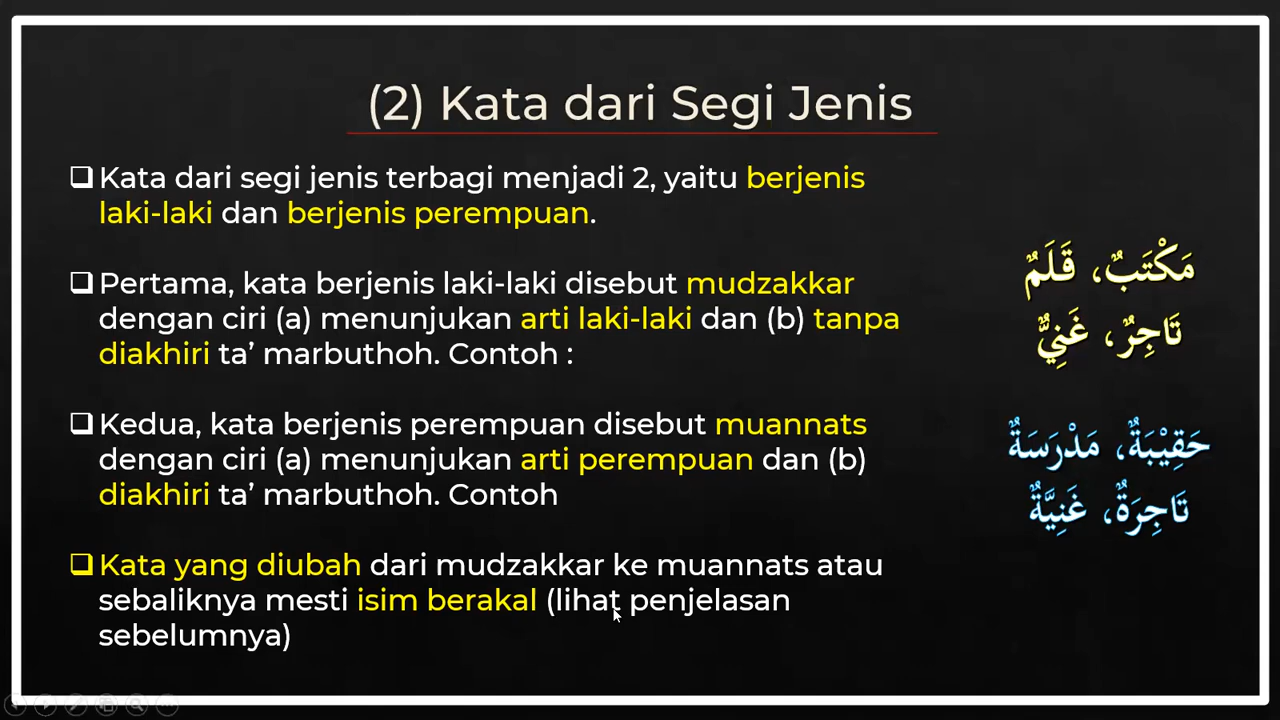 (2) Kata dari Segi Jenis
❑ Kata dari segi jenis terbagi menjadi 2, yaitu berjenis
laki-laki dan berjenis perempuan.
❑ Pertama, kata berjenis laki-laki disebut mudzakkar
dengan ciri (a) menunjukan arti laki-laki dan (b) tanpa
diakhiri ta’ marbuthoh. Contoh :
مَكْتَبٌ، قَلَمٌ
تَاجِرٌ، غَنِيٌّ
❑ Kedua, kata berjenis perempuan disebut muannats
dengan ciri (a) menunjukan arti perempuan dan (b)
diakhiri ta’ marbuthoh. Contoh
حَقِيْبَةٌ، مَدْرَسَةٌ
تَاجِرَةٌ، غَنِيَّةٌ
❑ Kata yang diubah dari mudzakkar ke muannats atau
sebaliknya mesti isim berakal (lihat penjelasan
sebelumnya)